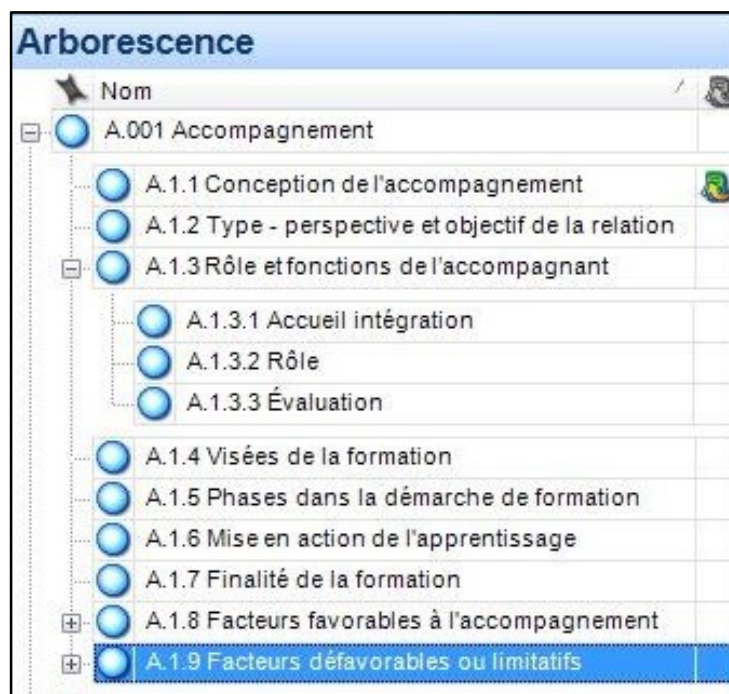 Arborescence
Nom
A.001 Accompagnement
A.1.1 Conception de l'accompagnement
A.1.2 Type - perspective et objectif de la relation
A.1.3 Rôle et fonctions de l'accompagnant
A.1.3.1 Accueil intégration
A.1.3.2 Rôle
A.1.3.3 Évaluation
A.1.4 Visées de la formation
A.1.5 Phases dans la démarche de formation
A.1.6 Mise en action de l'apprentissage
A.1.7 Finalité de la formation
A.1.8 Facteurs favorables à l'accompagnement
A.1.9 Facteurs défavorables ou limitatifs